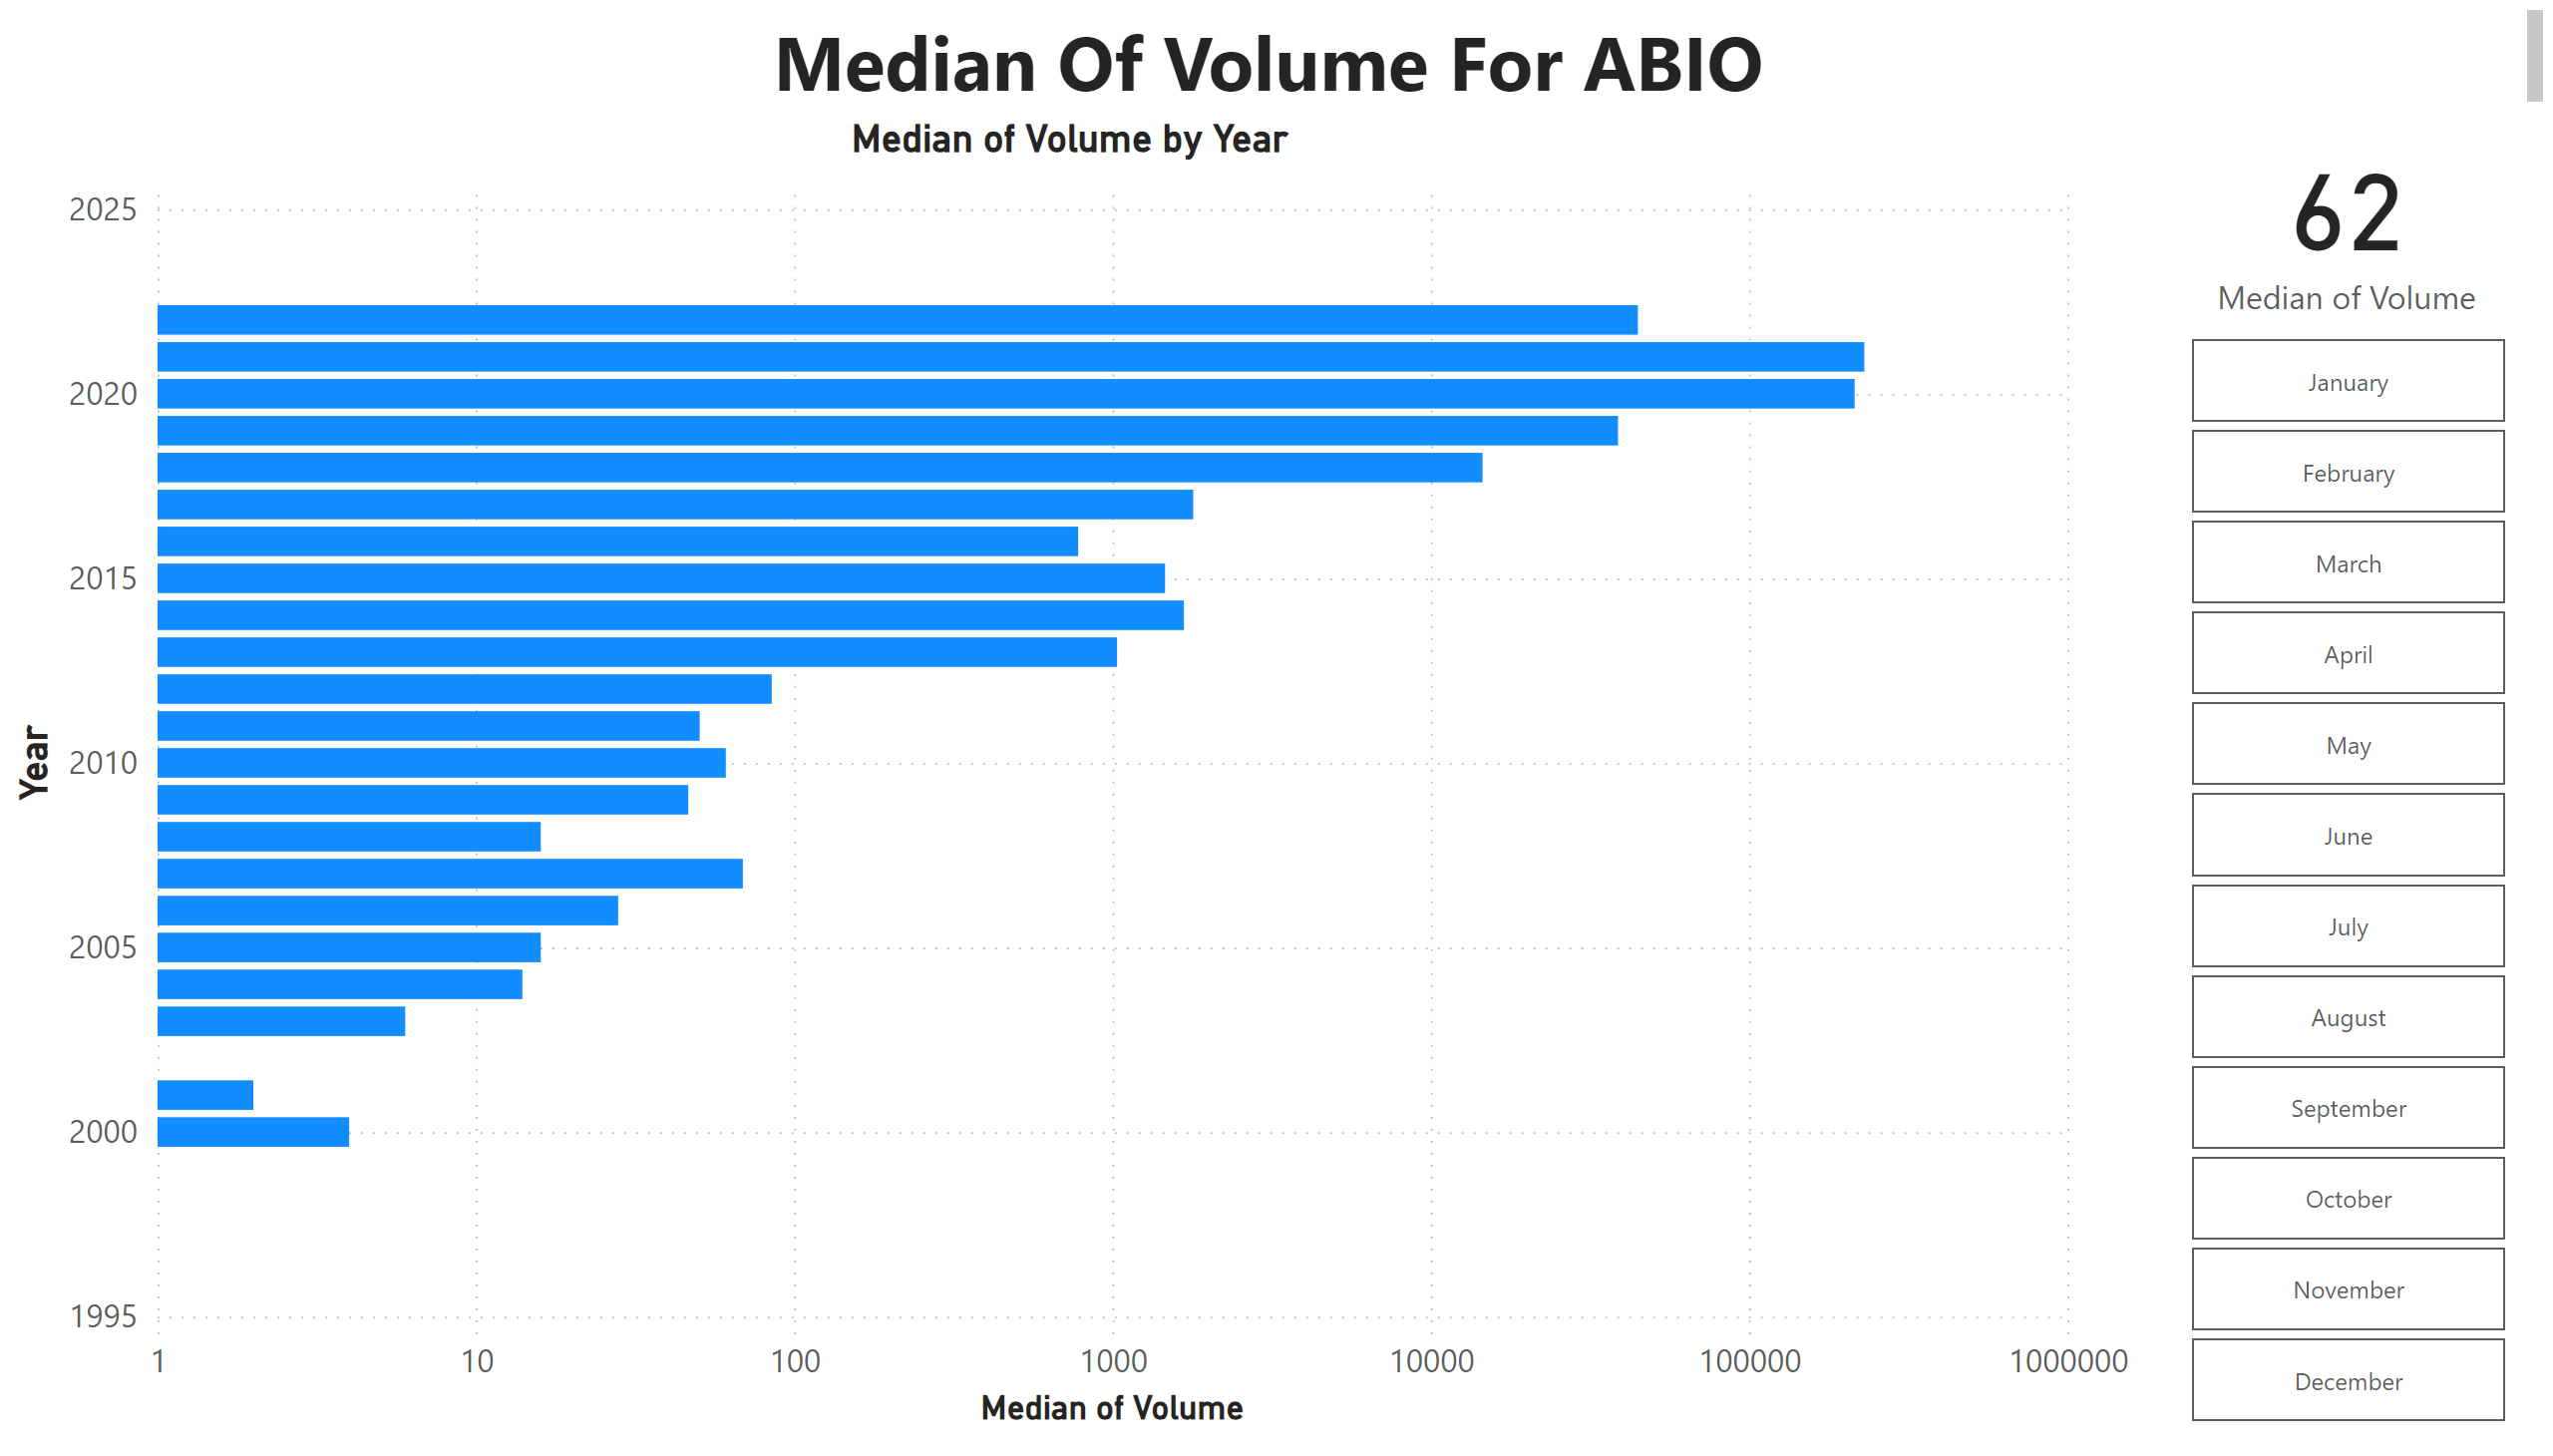 Median Of Volume For ABIO
Median of Volume by Year
2025
2020
2015
2010
2005
2000
1995
Year
1 10 100 1000 10000 100000 1000000
Median of Volume
62
Median of Volume
January
February
March
April
May
June
July
August
September
October
November
December